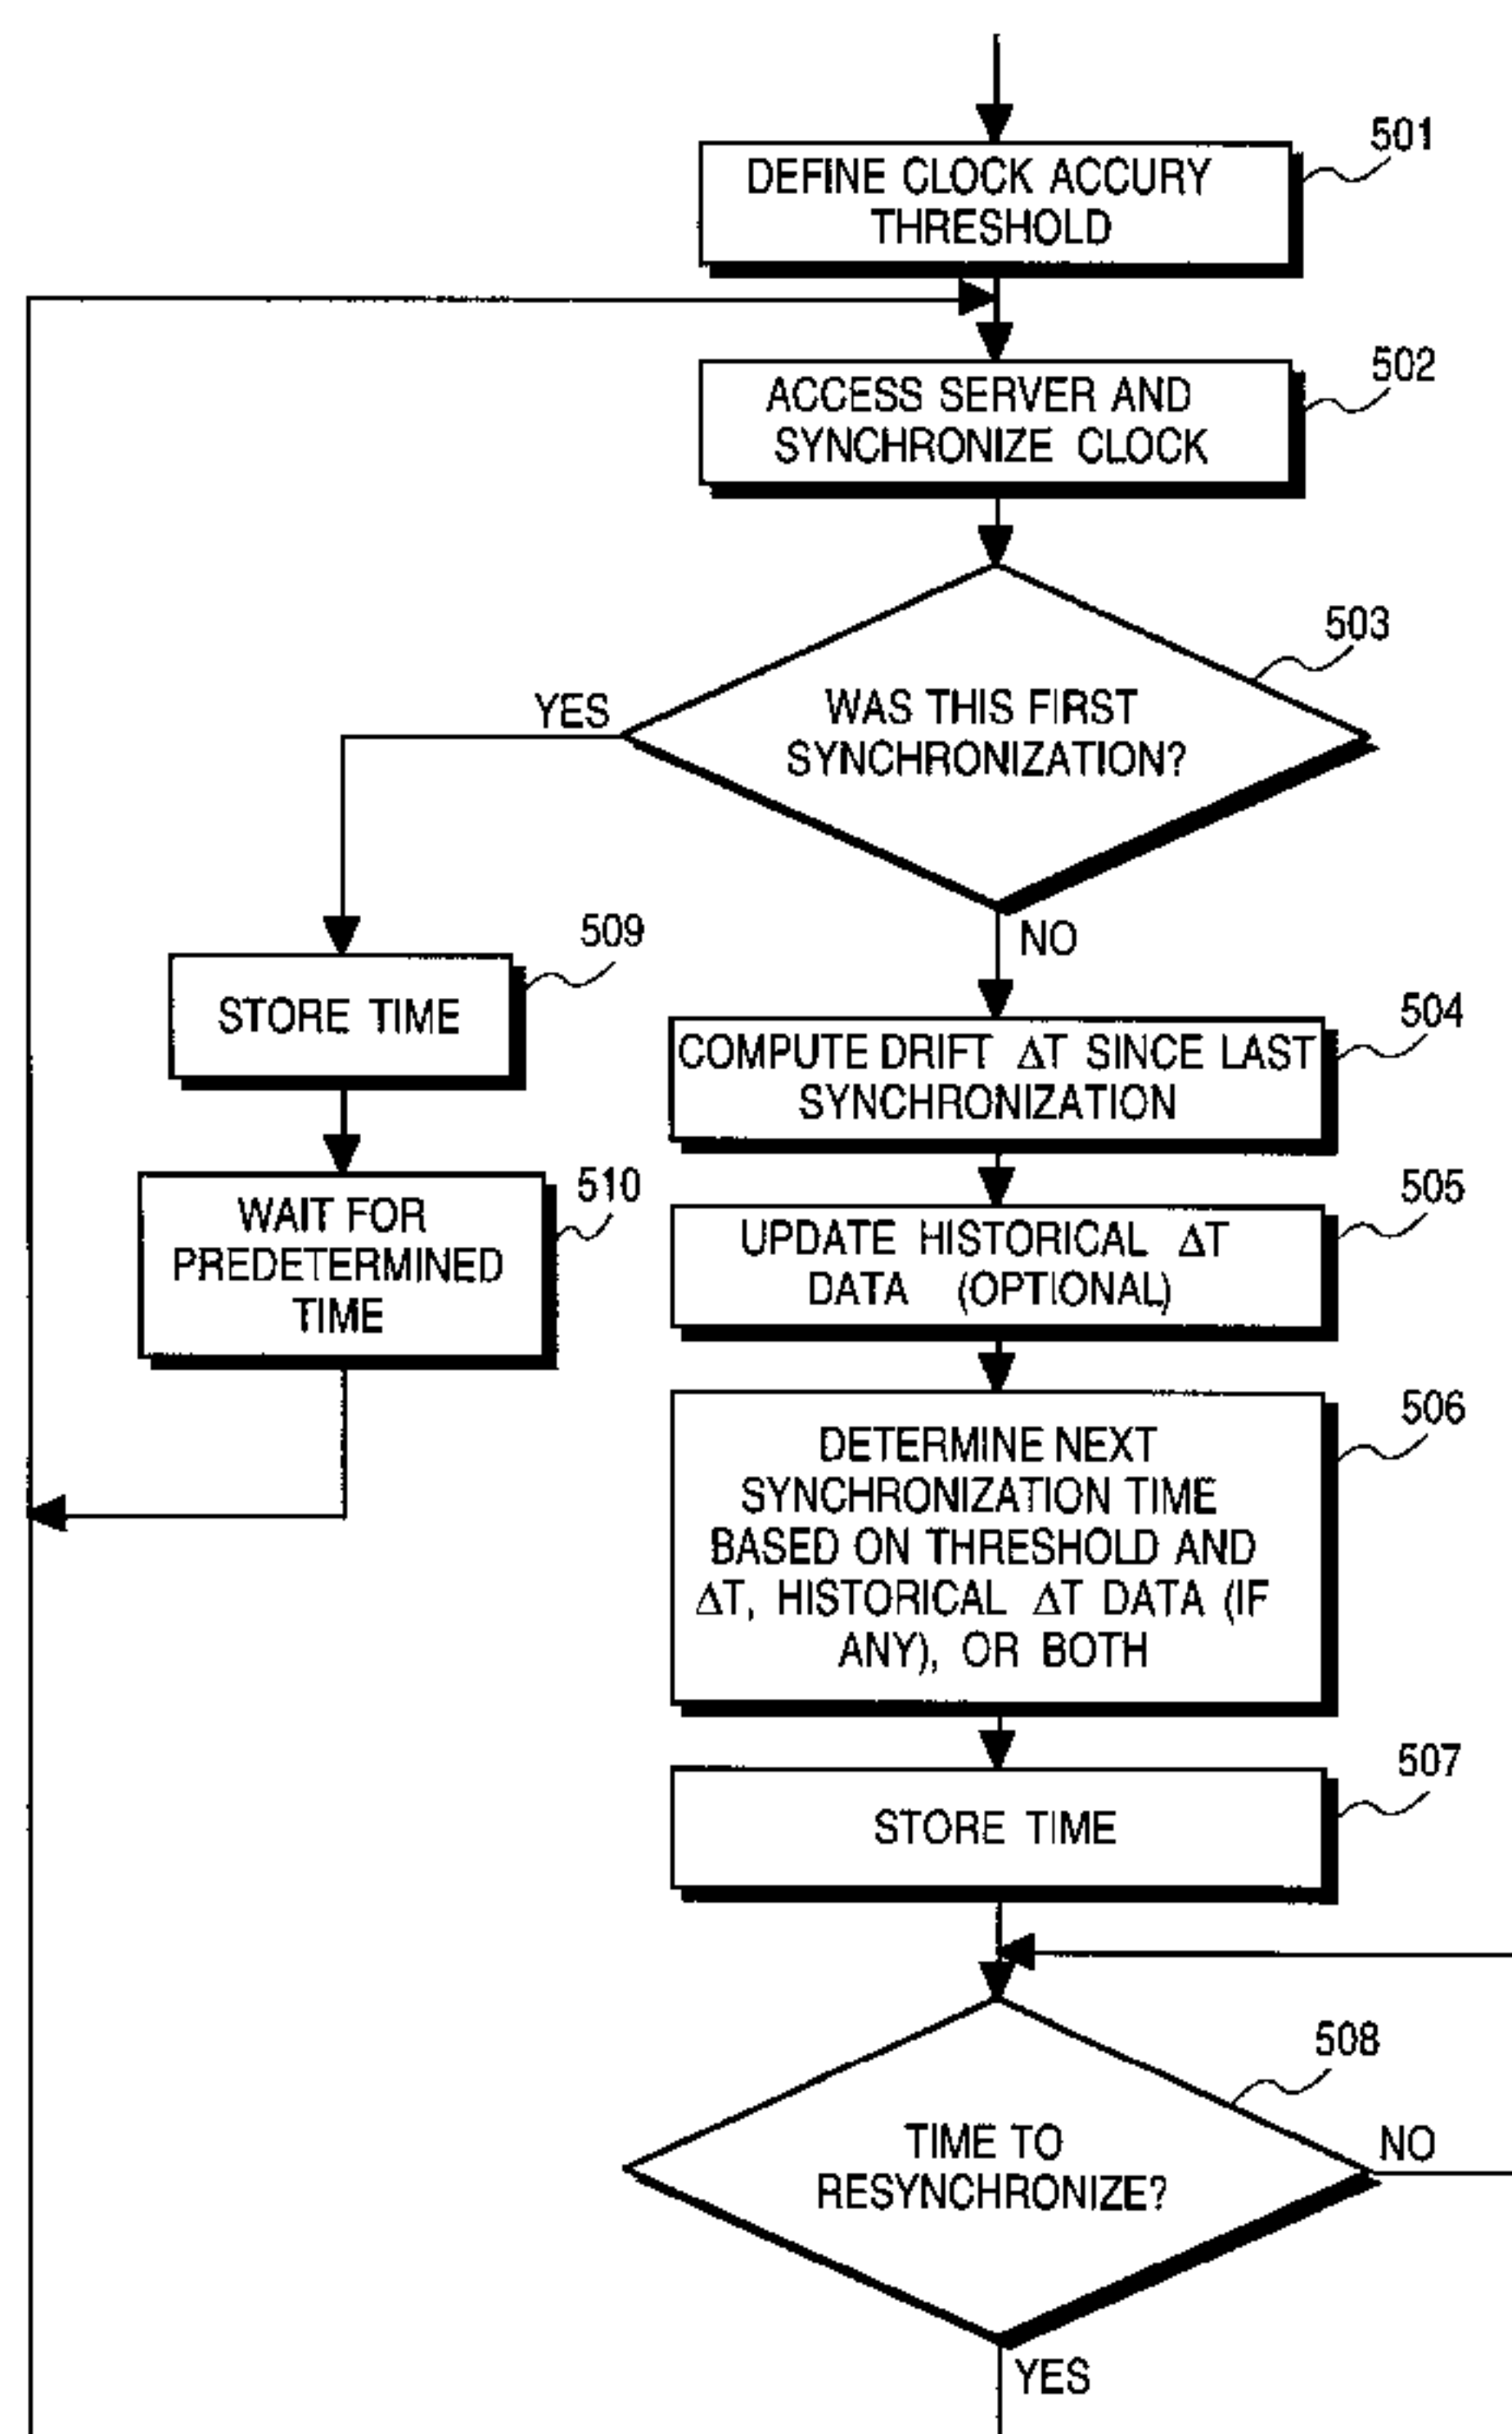 501
DEFINE CLOCK ACCURY
THRESHOLD
502
ACCESS SERVER AND
SYNCHRONIZE CLOCK
503
WAS THIS FIRST
SYNCHRONIZATION?
YES
NO
509
STORE TIME
510
WAIT FOR
PREDETERMINED
TIME
504
COMPUTE DRIFT ΔT SINCE LAST
SYNCHRONIZATION
505
UPDATE HISTORICAL ΔT
DATA (OPTIONAL)
506
DETERMINE NEXT
SYNCHRONIZATION TIME
BASED ON THRESHOLD AND
ΔT, HISTORICAL ΔT DATA (IF
ANY), OR BOTH
507
STORE TIME
508
TIME TO
RESYNCHRONIZE?
NO
YES